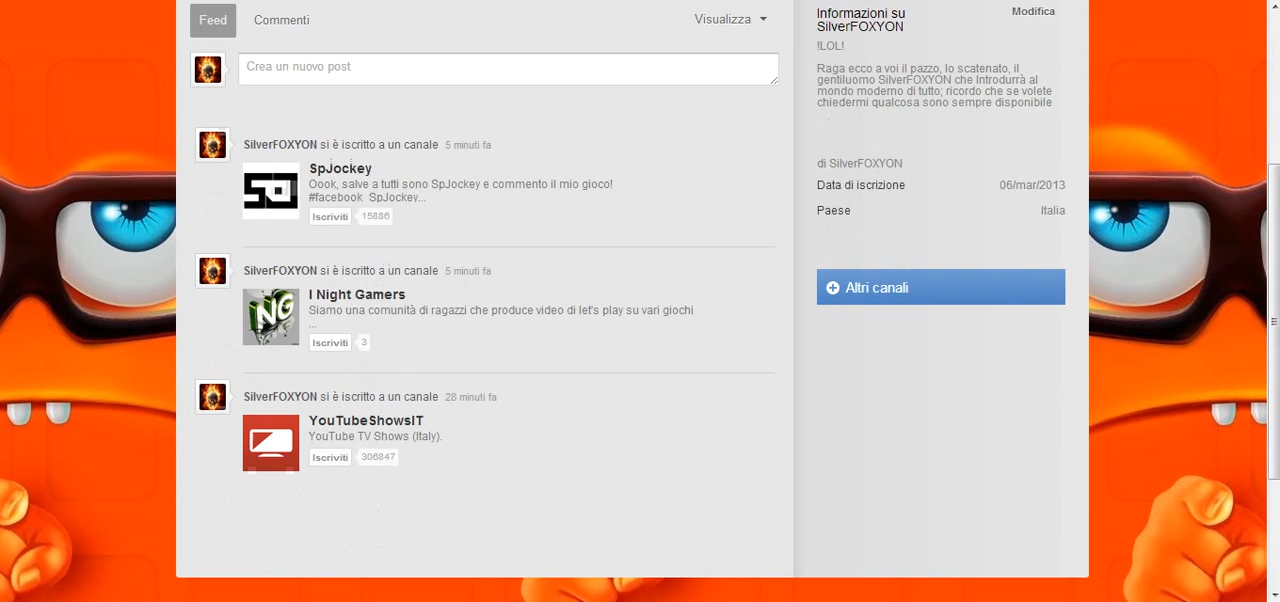 Feed
Commenti
Visualizza
Crea un nuovo post
SilverFOXYON si è iscritto a un canale 5 minuti fa
SpJockey
Oook, salve a tutti sono SpJockey e commento il mio gioco!
#facebook SpJockey...
Iscriviti 15886
SilverFOXYON si è iscritto a un canale 5 minuti fa
NG
I Night Gamers
Siamo una comunità di ragazzi che produce video di let's play su vari giochi
...
Iscriviti 3
SilverFOXYON si è iscritto a un canale 28 minuti fa
YouTubeShowsIT
YouTube TV Shows (Italy).
Iscriviti 306847
Informazioni su
SilverFOXYON
Modifica
!LOL!
Raga ecco a voi il pazzo, lo scatenato, il
gentiluomo SilverFOXYON che Introdurrà al
mondo moderno di tutto; ricordo che se volete
chiedermi qualcosa sono sempre disponibile
di SilverFOXYON
Data di iscrizione 06/mar/2013
Paese Italia
Altri canali